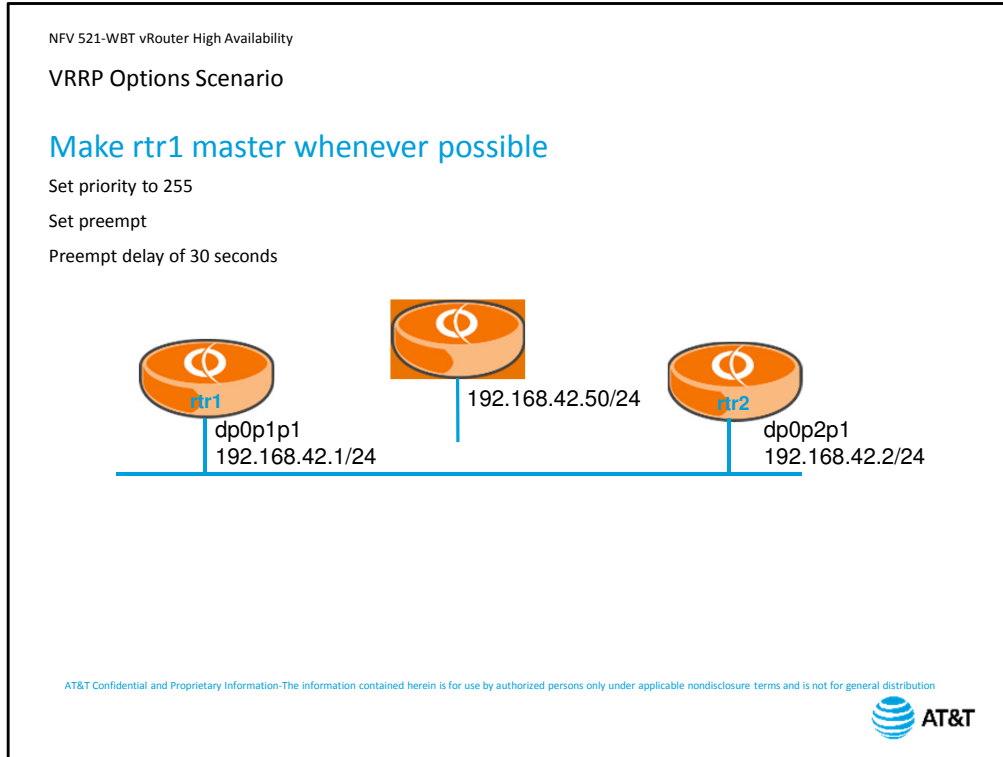 NFV 521-WBT vRouter High Availability
VRRP Options Scenario
Make rtr1 master whenever possible
Set priority to 255
Set preempt
Preempt delay of 30 seconds
192.168.42.50/24
rtr1
rtr2
dp0p1p1
192.168.42.1/24
dp0p2p1
192.168.42.2/24
AT&T Confidential and Proprietary Information-The information contained herein is for use by authorized persons only under applicable nondisclosure terms and is not for general distribution
AT&T